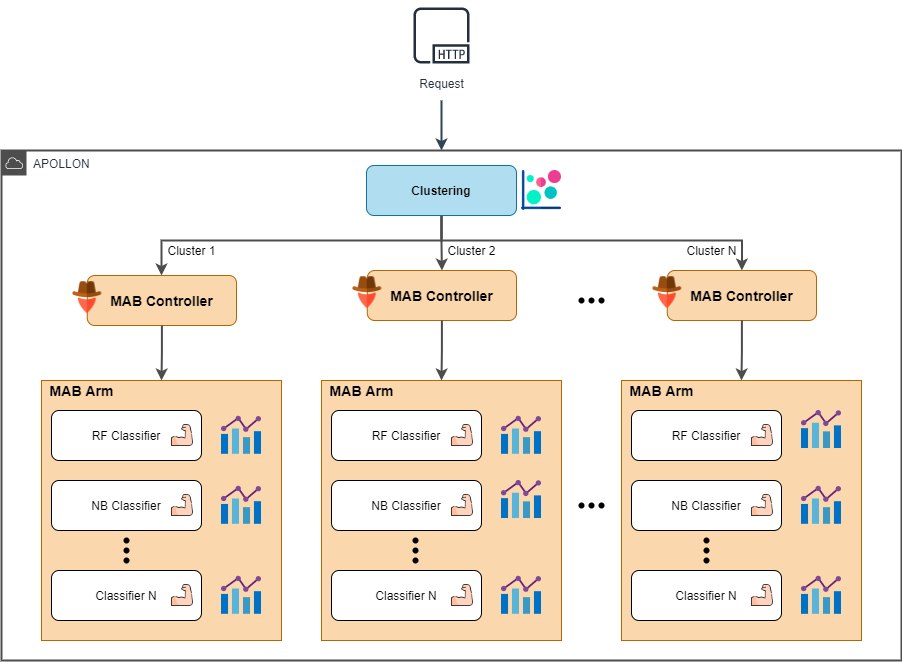 HTTP
Request
APOLLON
Clustering
Cluster 1
Cluster 2
Cluster N
MAB Controller
MAB Controller
MAB Controller
MAB Arm
MAB Arm
MAB Arm
RF Classifier
RF Classifier
RF Classifier
NB Classifier
NB Classifier
NB Classifier
Classifier N
Classifier N
Classifier N